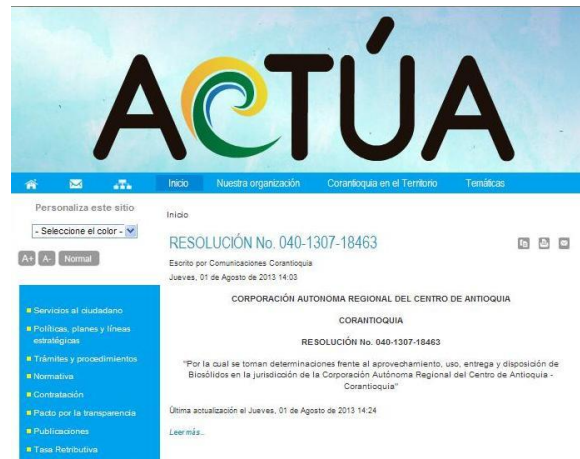 ACTÚA
Inicio Nuestra organización Corantioquia en el Territorio Temáticas
Personaliza este sitio
- Seleccione el color -
A+ A- Normal
Servicios al ciudadano
Políticas, planes y líneas
estratégicas
Trámites y procedimientos
Normativa
Contratación
Pacto por la transparencia
Publicaciones
Tasa Retributiva
Inicio
RESOLUCIÓN No. 040-1307-18463
Escrito por Comunicaciones Corantioquia
Jueves, 01 de Agosto de 2013 14:03
CORPORACIÓN AUTONOMA REGIONAL DEL CENTRO DE ANTIOQUIA
CORANTIOQUIA
RESOLUCIÓN No. 040-1307-18463
"Por la cual se toman determinaciones frente al aprovechamiento, uso, entrega y disposición de
Biosólidos en la jurisdicción de la Corporación Autónoma Regional del Centro de Antioquia -
Corantioquia"
Última actualización el Jueves, 01 de Agosto de 2013 14:24
Leer más...